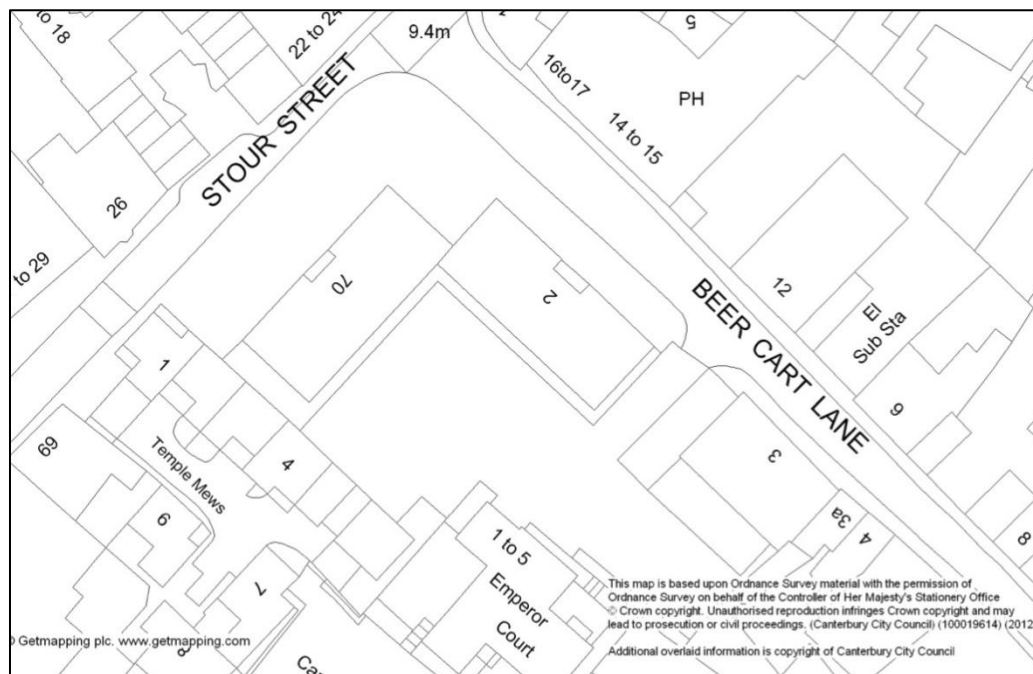 to 18
22 to 24
9.4m
5
16to17
PH
14 to 15
STOUR STREET
26
to 29
70
2
12
El
Sub Sta
BEER CART LANE
1
9
69
4
Temple Mews
3
6
3a
4
1 to 5
8
Emperor
Court
7
8
Ca
This map is based upon Ordnance Survey material with the permission of
Ordnance Survey on behalf of the Controller of Her Majesty's Stationery Office
© Crown copyright. Unauthorised reproduction infringes Crown copyright and may
lead to prosecution or civil proceedings. (Canterbury City Council) (100019614) (2012
Additional overlaid information is copyright of Canterbury City Council
© Getmapping plc. www.getmapping.com